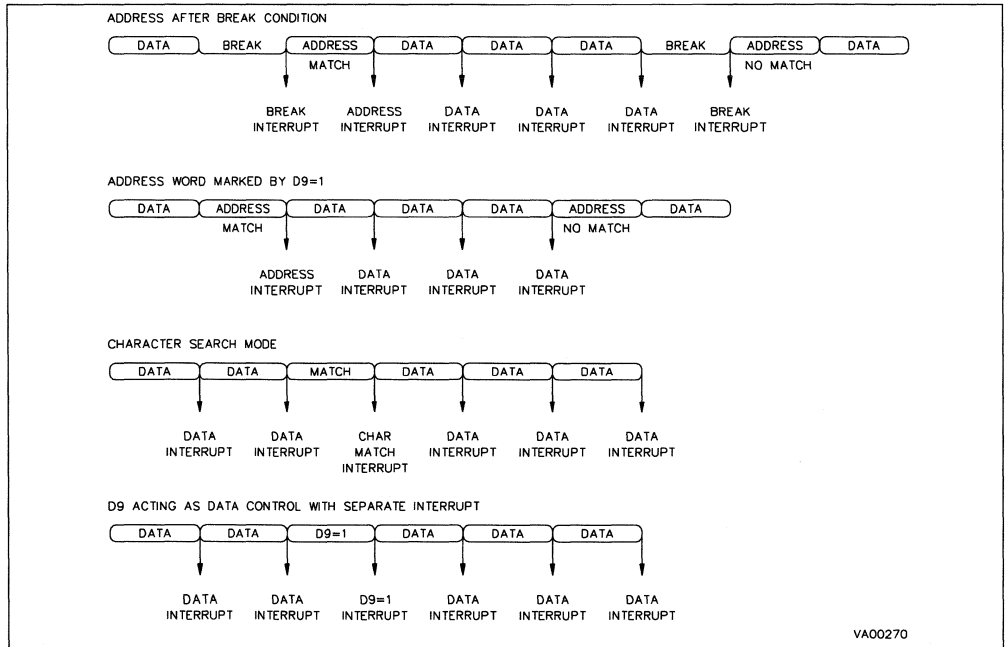 ADDRESS AFTER BREAK CONDITION
DATA BREAK ADDRESS DATA DATA DATA BREAK ADDRESS DATA
MATCH NO MATCH
BREAK ADDRESS DATA DATA DATA BREAK
INTERRUPT INTERRUPT INTERRUPT INTERRUPT INTERRUPT INTERRUPT
ADDRESS WORD MARKED BY D9=1
DATA ADDRESS DATA DATA DATA ADDRESS DATA
MATCH NO MATCH
ADDRESS DATA DATA DATA
INTERRUPT INTERRUPT INTERRUPT INTERRUPT
CHARACTER SEARCH MODE
DATA DATA MATCH DATA DATA DATA
DATA DATA CHAR DATA DATA DATA
INTERRUPT INTERRUPT MATCH INTERRUPT INTERRUPT INTERRUPT
INTERRUPT
D9 ACTING AS DATA CONTROL WITH SEPARATE INTERRUPT
DATA DATA D9=1 DATA DATA DATA
DATA DATA D9=1 DATA DATA DATA
INTERRUPT INTERRUPT INTERRUPT INTERRUPT INTERRUPT INTERRUPT
VA00270